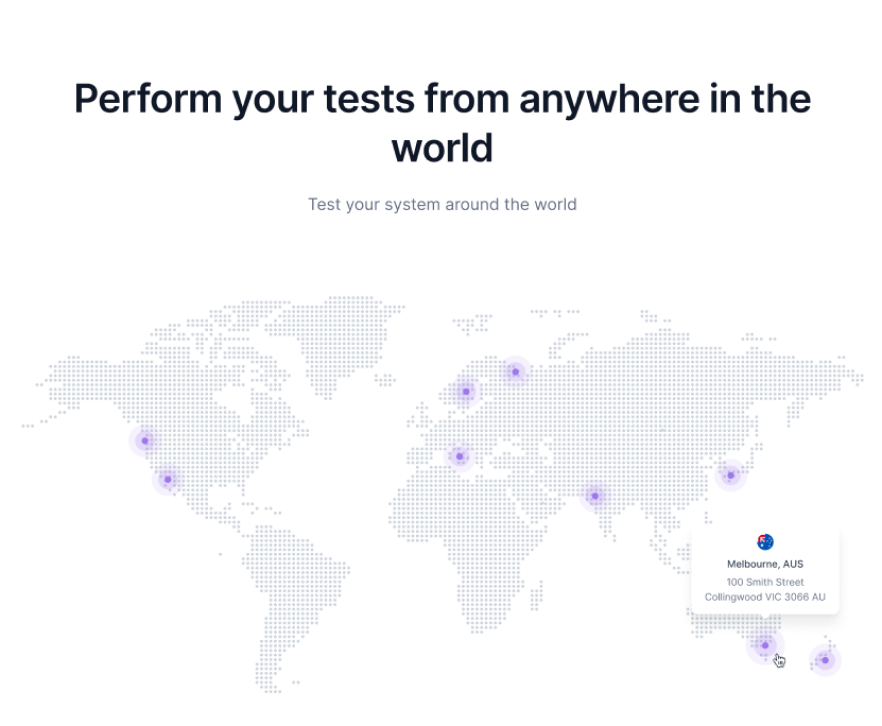 Perform your tests from anywhere in the
world
Test your system around the world
Melbourne, AUS
100 Smith Street
Collingwood VIC 3066 AU